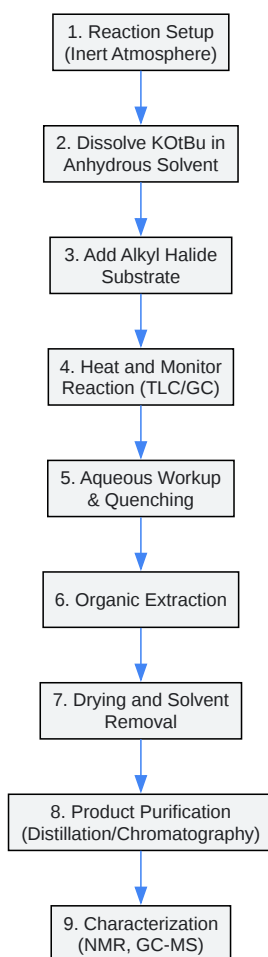 1. Reaction Setup
(Inert Atmosphere)
2. Dissolve KOtBu in
Anhydrous Solvent
3. Add Alkyl Halide
Substrate
4. Heat and Monitor
Reaction (TLC/GC)
5. Aqueous Workup
& Quenching
6. Organic Extraction
7. Drying and Solvent
Removal
8. Product Purification
(Distillation/Chromatography)
9. Characterization
(NMR, GC-MS)